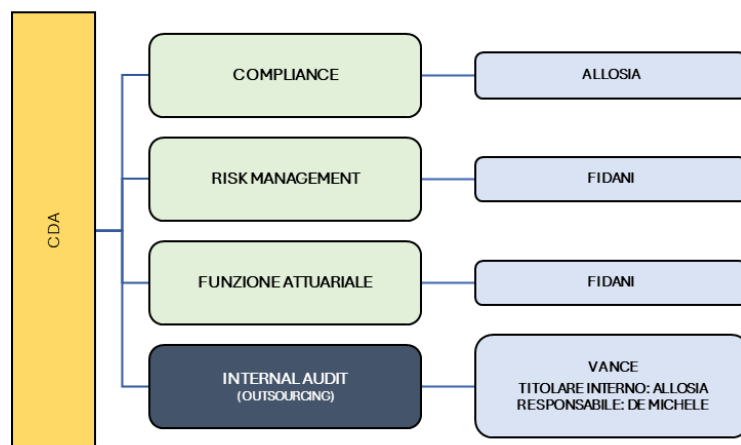 CDA
COMPLIANCE
ALLOSIA
RISK MANAGEMENT
FIDANI
FUNZIONE ATTUARIALE
FIDANI
INTERNAL AUDIT
(OUTSOURCING)
VANCE
TITOLARE INTERNO: ALLOSIA
RESPONSABILE: DE MICHELE